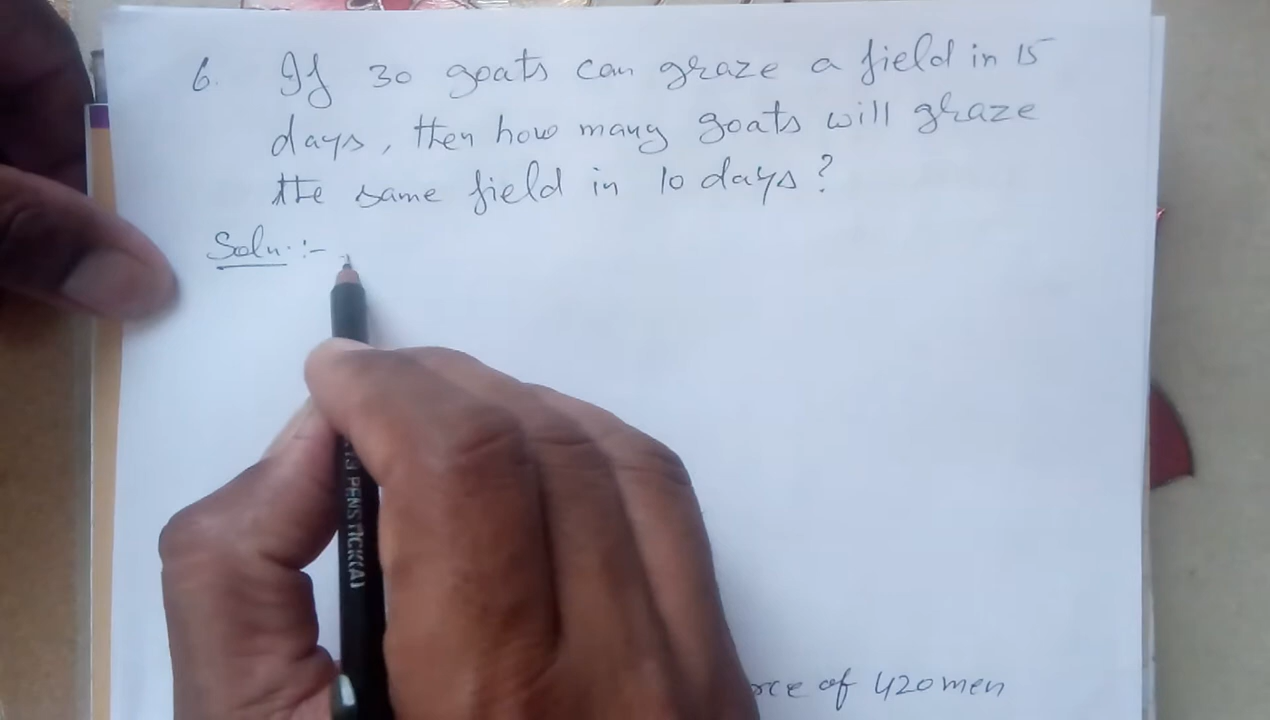 6. If 30 goats can graze a field in 15
days, then how many goats will graze
the same field in 10 days?
Soln.:-
PENSTICK(A)
of 420 men